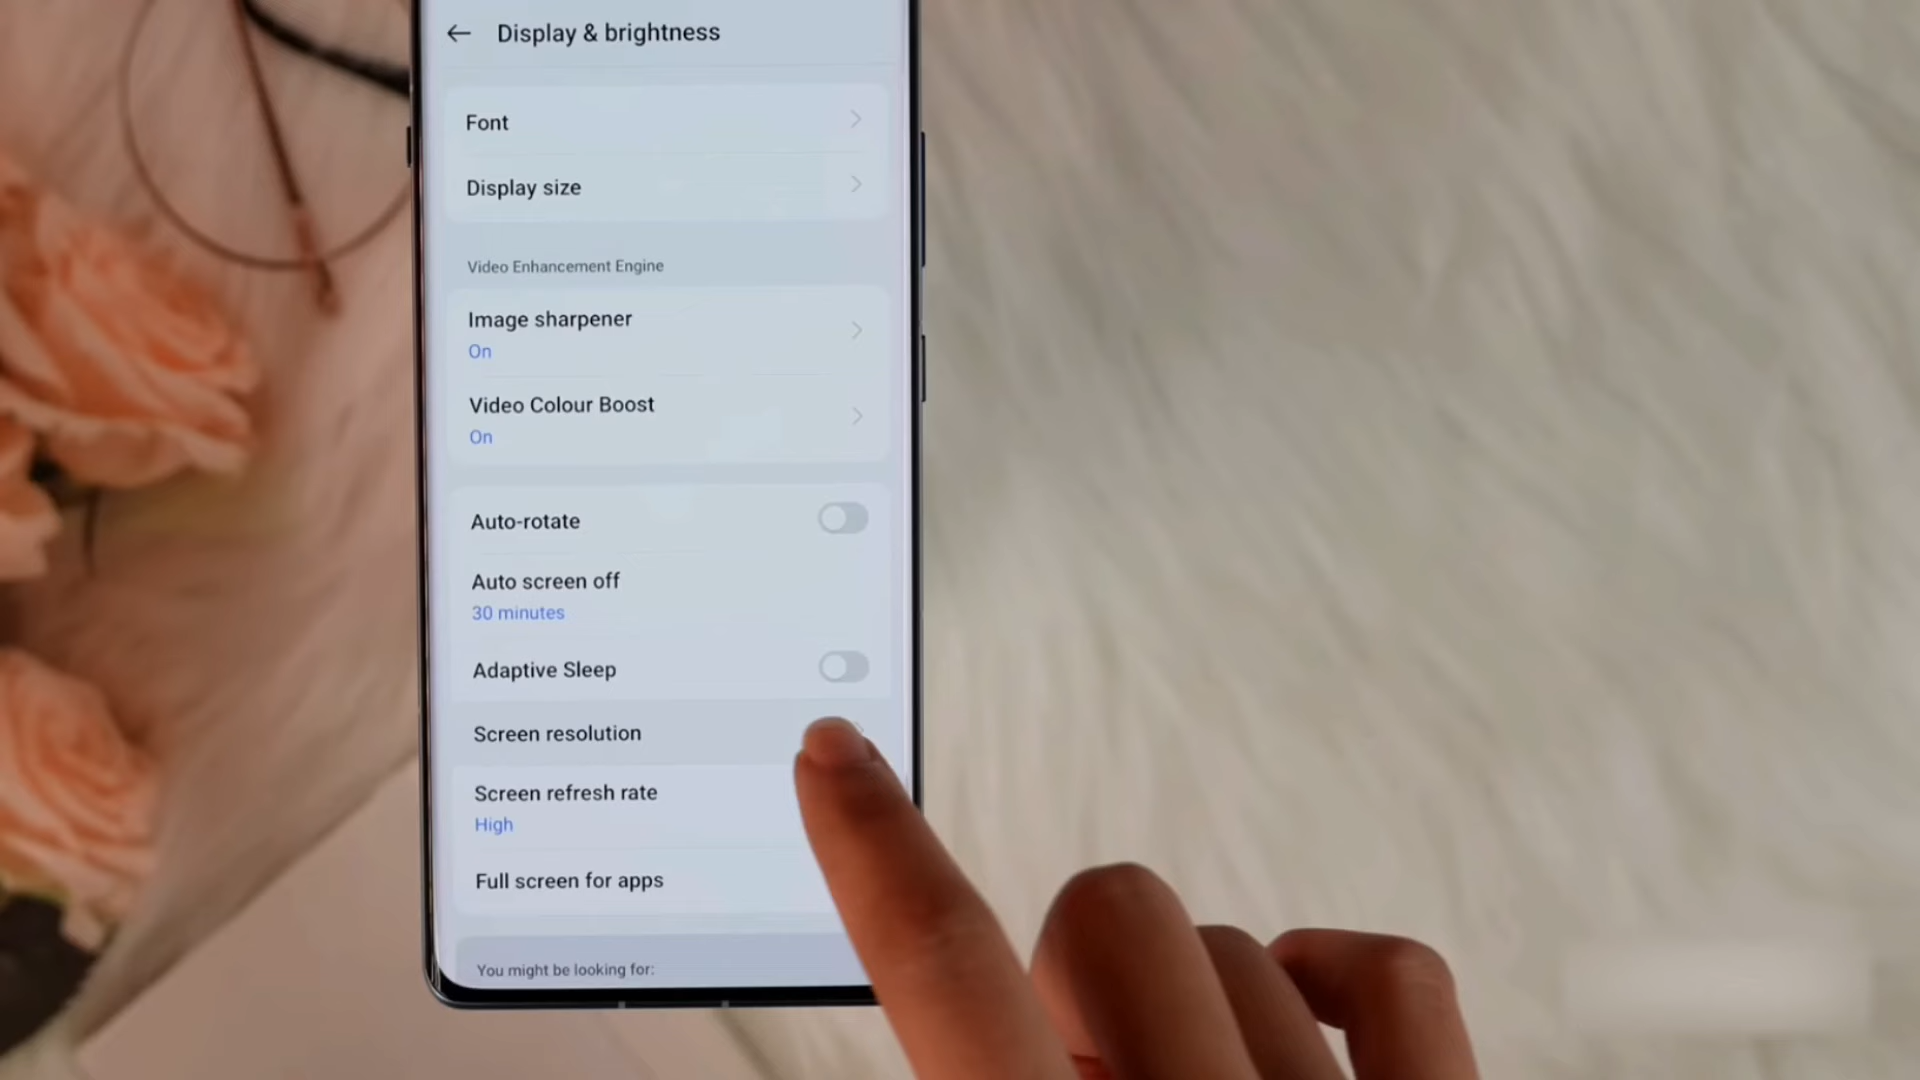 Display & brightness
Font
Display size
Video Enhancement Engine
Image sharpener
On
Video Colour Boost
On
Auto-rotate
Auto screen off
30 minutes
Adaptive Sleep
Screen resolution
Screen refresh rate
High
Full screen for apps
You might be looking for: